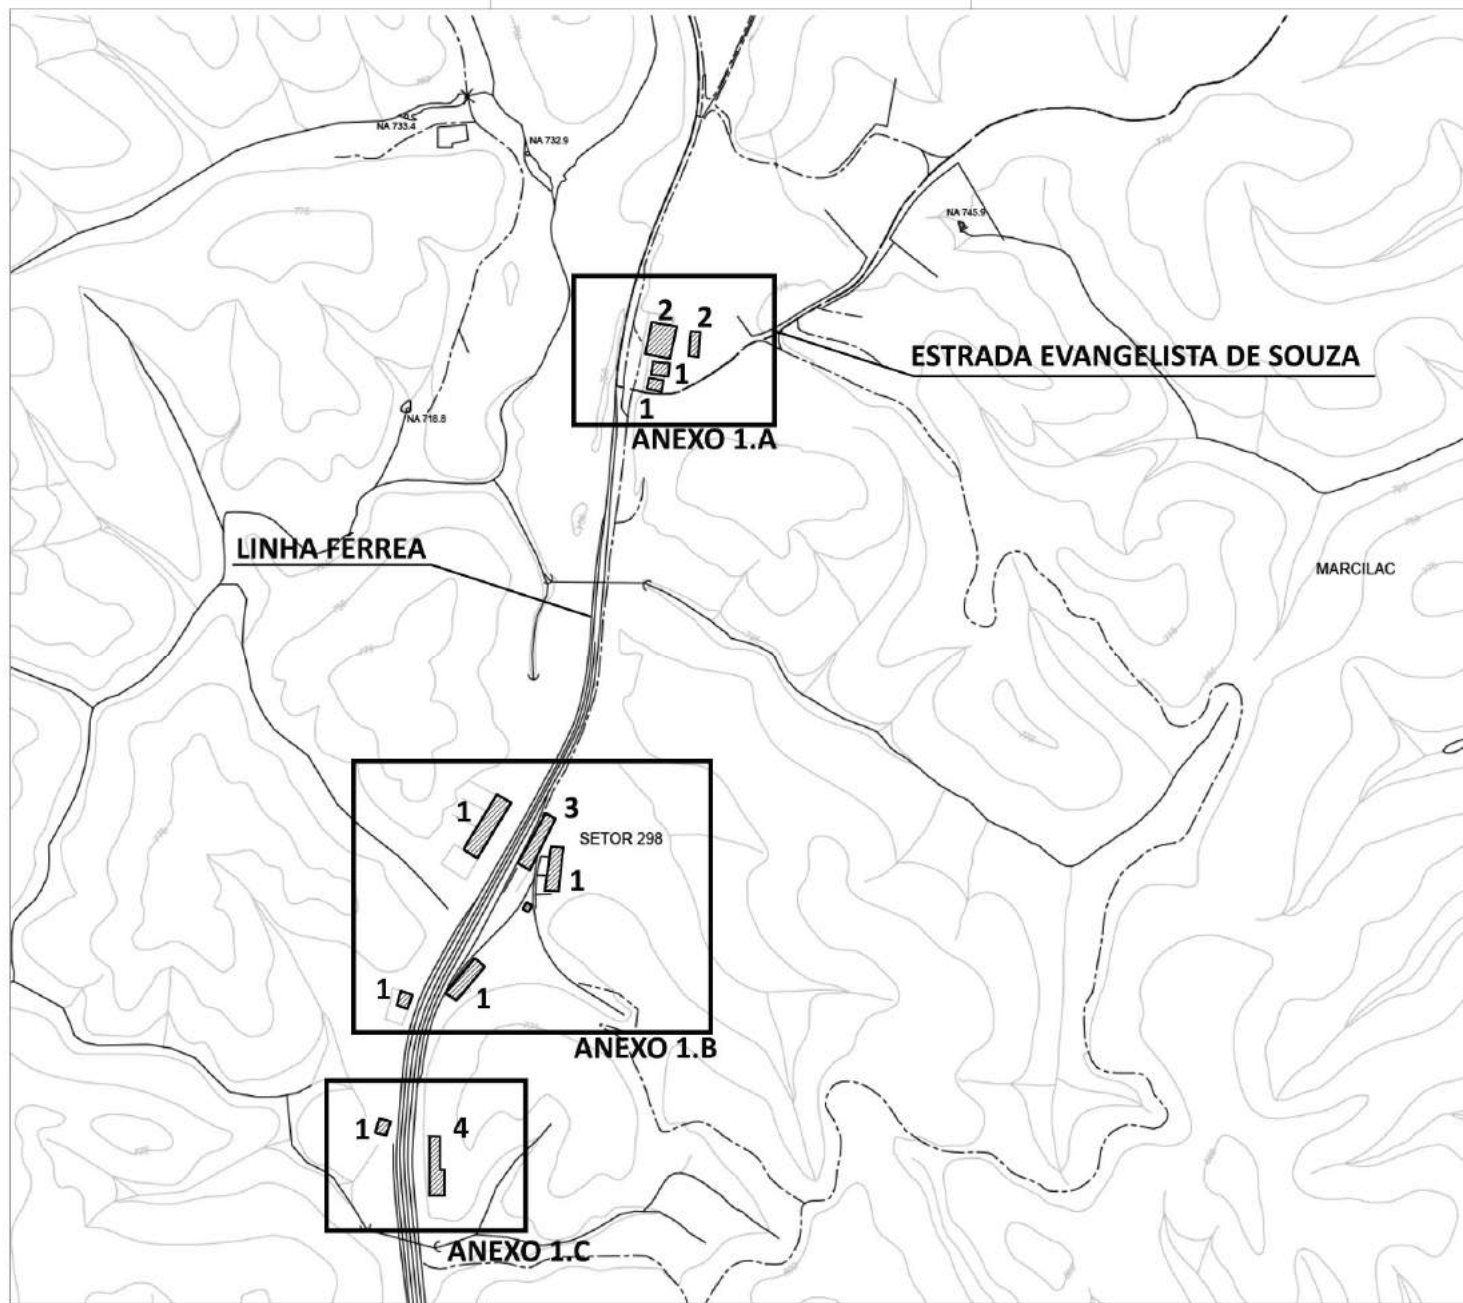 NA 733.4
NA 732.9
NA 745.9
2
2
1
1
ESTRADA EVANGELISTA DE SOUZA
ANEXO 1.A
NA 718.8
LINHA FERREA
MARCILAC
1
3
SETOR 298
1
1
1
ANEXO 1.B
1
4
ANEXO 1.C